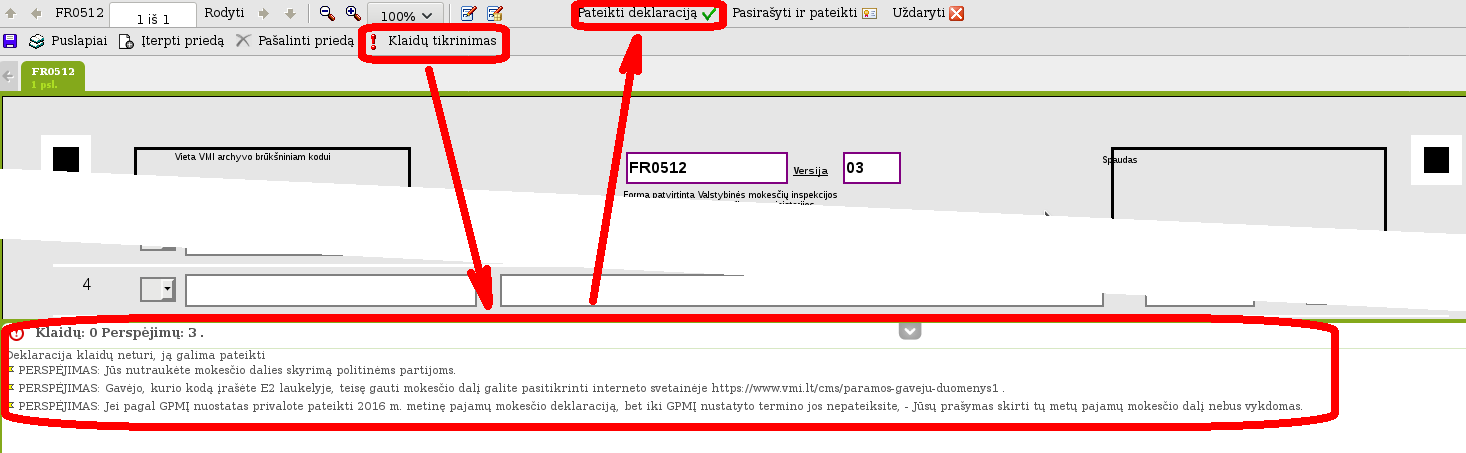 FR0512 1 iš 1 Rodyti 100% Pateikti deklaraciją Pasirašyti ir pateikti Uždaryti
Puslapiai Įterpti priedą Pašalinti priedą Klaidų tikrinimas
FR0512
1 psl.
Vieta VMI archyvo brūkšniniam kodui
FR0512 Versija 03
Spaudas
Forma patvirtinta Valstybinės mokesčių inspekcijos
4
Klaidų: 0 Perspėjimų: 3 .
Deklaracija klaidų neturi, ją galima pateikti
PERSPĖJIMAS: Jūs nutraukėte mokesčio dalies skyrimą politinėms partijoms.
PERSPĖJIMAS: Gavėjo, kurio kodą įrašėte E2 laukelyje, teisę gauti mokesčio dalį galite pasitikrinti interneto svetainėje https://www.vmi.lt/cms/paramos-gaveju-duomenys1 .
PERSPĖJIMAS: Jei pagal GPMĮ nuostatas privalote pateikti 2016 m. metinę pajamų mokesčio deklaraciją, bet iki GPMĮ nustatyto termino jos nepateiksite, - Jūsų prašymas skirti tų metų pajamų mokesčio dalį nebus vykdomas.